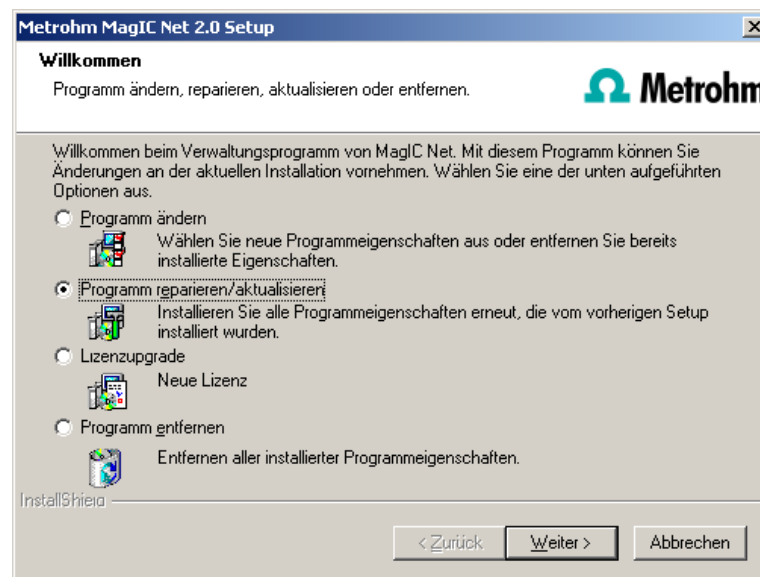 Metrohm MagIC Net 2.0 Setup
Willkommen
Programm ändern, reparieren, aktualisieren oder entfernen.
Metrohm
Willkommen beim Verwaltungsprogramm von MagIC Net. Mit diesem Programm können Sie
Änderungen an der aktuellen Installation vornehmen. Wählen Sie eine der unten aufgeführten
Optionen aus.
Programm ändern
Wählen Sie neue Programmeigenschaften aus oder entfernen Sie bereits
installierte Eigenschaften.
Programm reparieren/aktualisieren
Installieren Sie alle Programmeigenschaften erneut, die vom vorherigen Setup
installiert wurden.
Lizenzupgrade
Neue Lizenz
Programm entfernen
Entfernen aller installierter Programmeigenschaften.
InstallShield
< Zurück
Weiter >
Abbrechen